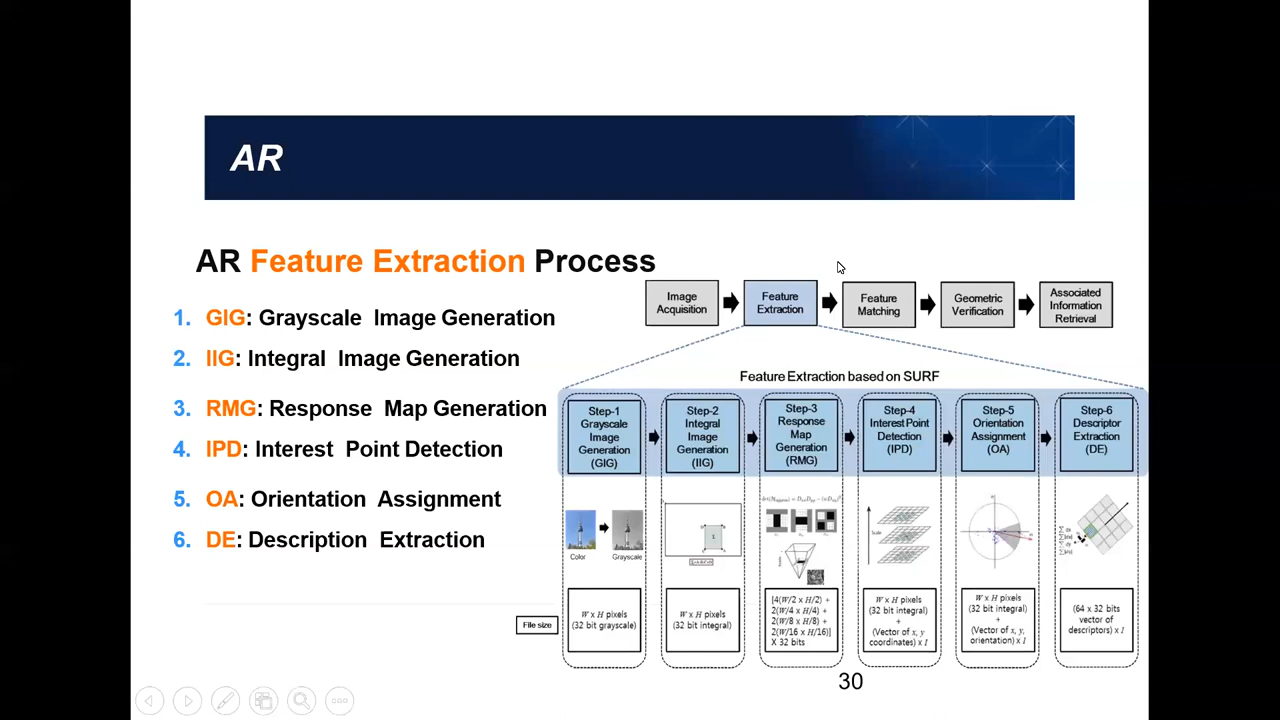 AR
AR Feature Extraction Process
1. GIG: Grayscale Image Generation
2. IIG: Integral Image Generation
3. RMG: Response Map Generation
4. IPD: Interest Point Detection
5. OA: Orientation Assignment
6. DE: Description Extraction
Image
Acquisition
Feature
Extraction
Feature
Matching
Geometric
Verification
Associated
Information
Retrieval
Feature Extraction based on SURF
Step-1
Grayscale
Image
Generation
(GIG)
Step-2
Integral
Image
Generation
(IIG)
Step-3
Response
Map
Generation
(RMG)
Step-4
Interest Point
Detection
(IPD)
Step-5
Orientation
Assignment
(OA)
Step-6
Descriptor
Extraction
(DE)
Color
Grayscale
Scale
File size
W x H pixels
(32 bit grayscale)
W x H pixels
(32 bit integral)
[4(W/2 x H/2) +
2(W/4 x H/4) +
2(W/8 x H/8) +
2(W/16 x H/16)]
X 32 bits
W x H pixels
(32 bit integral)
+
(Vector of x, y
coordinates) x I
W x H pixels
(32 bit integral)
+
(Vector of x, y,
orientation) x I
(64 x 32 bits
vector of
descriptors) x I
30